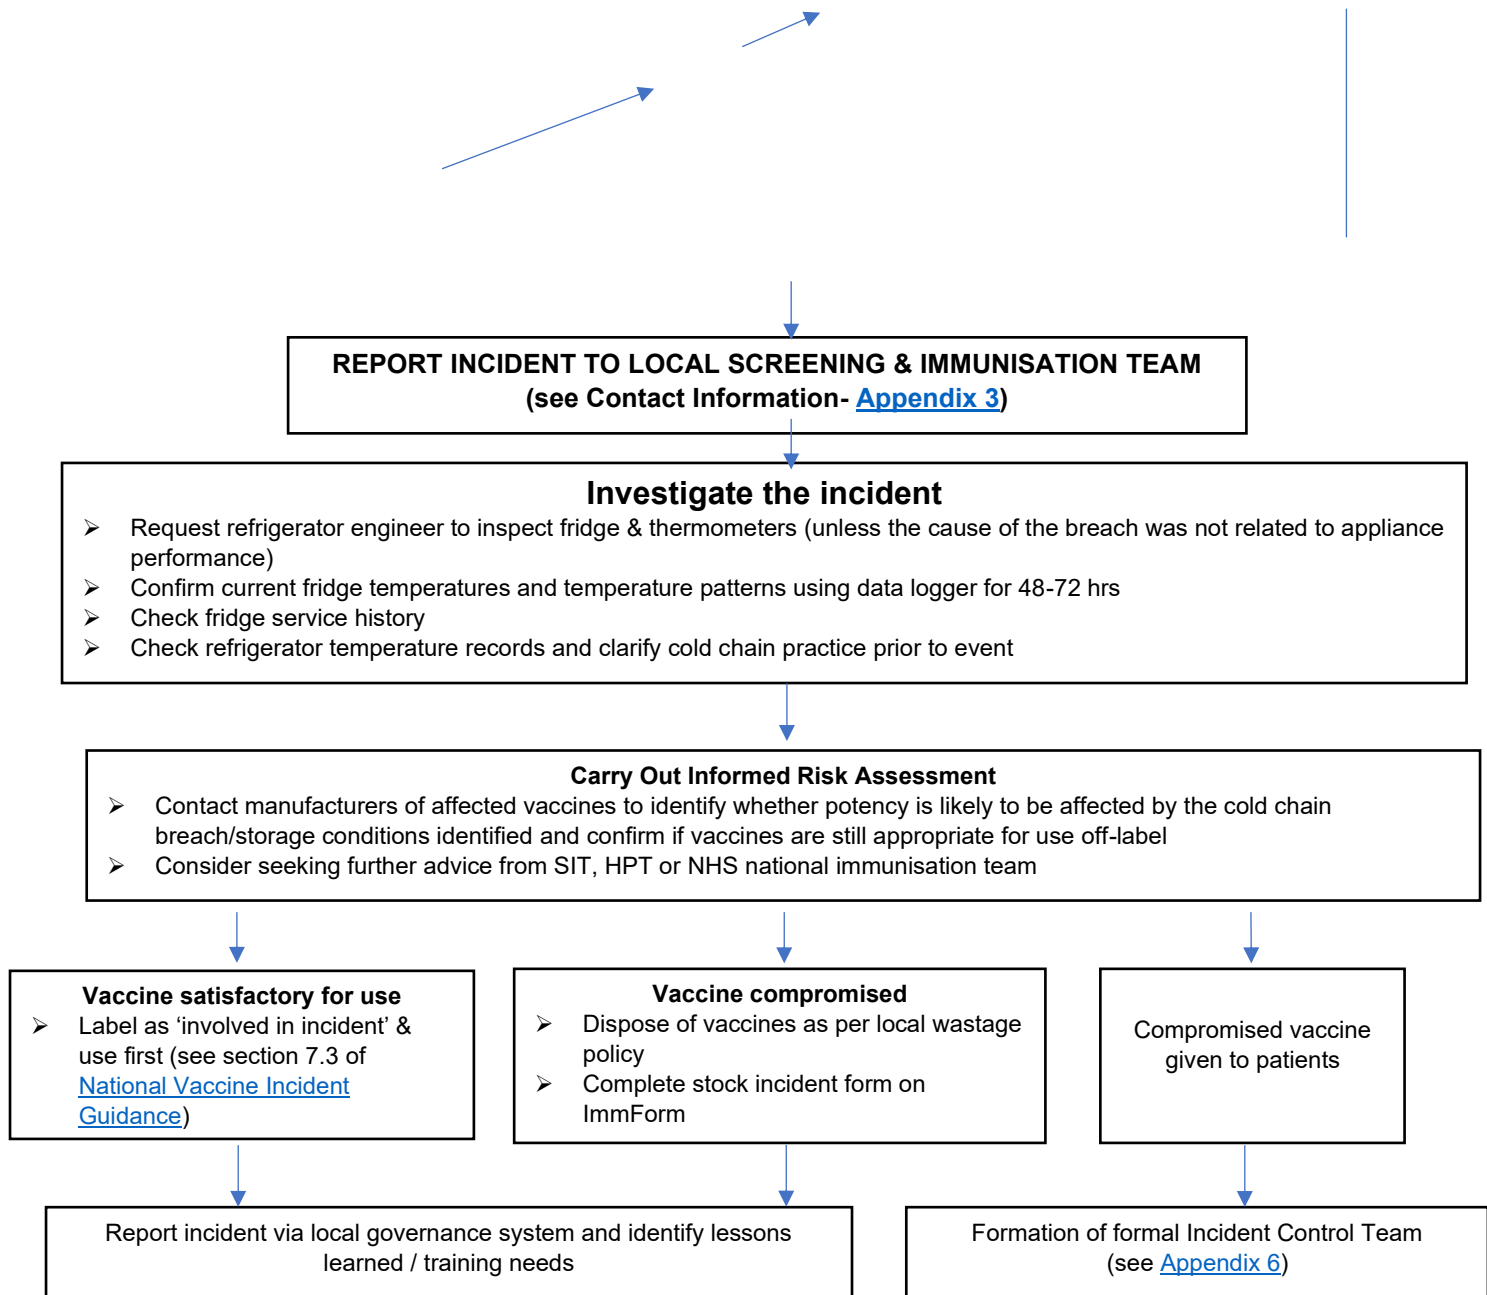 REPORT INCIDENT TO LOCAL SCREENING & IMMUNISATION TEAM
(see Contact Information- Appendix 3)
Investigate the incident
➢ Request refrigerator engineer to inspect fridge & thermometers (unless the cause of the breach was not related to appliance
performance)
➢ Confirm current fridge temperatures and temperature patterns using data logger for 48-72 hrs
➢ Check fridge service history
➢ Check refrigerator temperature records and clarify cold chain practice prior to event
Carry Out Informed Risk Assessment
➢ Contact manufacturers of affected vaccines to identify whether potency is likely to be affected by the cold chain
breach/storage conditions identified and confirm if vaccines are still appropriate for use off-label
➢ Consider seeking further advice from SIT, HPT or NHS national immunisation team
Vaccine satisfactory for use
➢ Label as ‘involved in incident’ &
use first (see section 7.3 of
National Vaccine Incident
Guidance)
Vaccine compromised
➢ Dispose of vaccines as per local wastage
policy
➢ Complete stock incident form on
ImmForm
Compromised vaccine
given to patients
Report incident via local governance system and identify lessons
learned / training needs
Formation of formal Incident Control Team
(see Appendix 6)